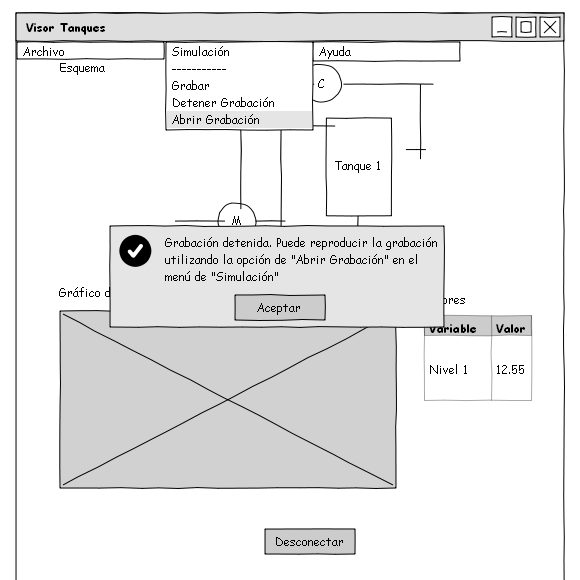 Visor Tanques
Archivo
Simulación
Ayuda
Esquema
-----------
Grabar
Detener Grabación
Abrir Grabación
C
Tanque 1
M
Grabación detenida. Puede reproducir la grabación
utilizando la opción de "Abrir Grabación" en el
menú de "Simulación"
Aceptar
Gráfico d
ores
Variable Valor
Nivel 1 12.55
Desconectar